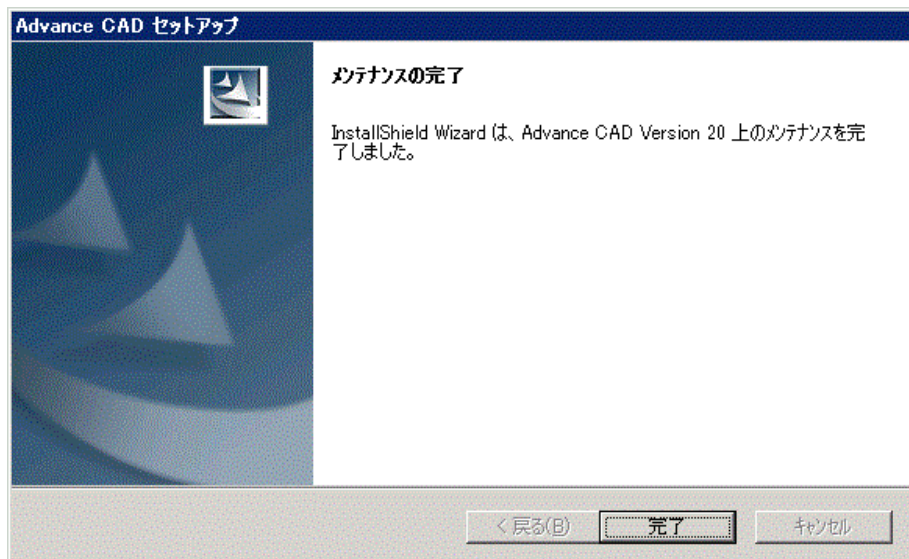 Advance CAD セットアップ
メンテナンスの完了
InstallShield Wizard は、Advance CAD Version 20 上のメンテナンスを完
了しました。
< 戻る(B) 完了 キャンセル